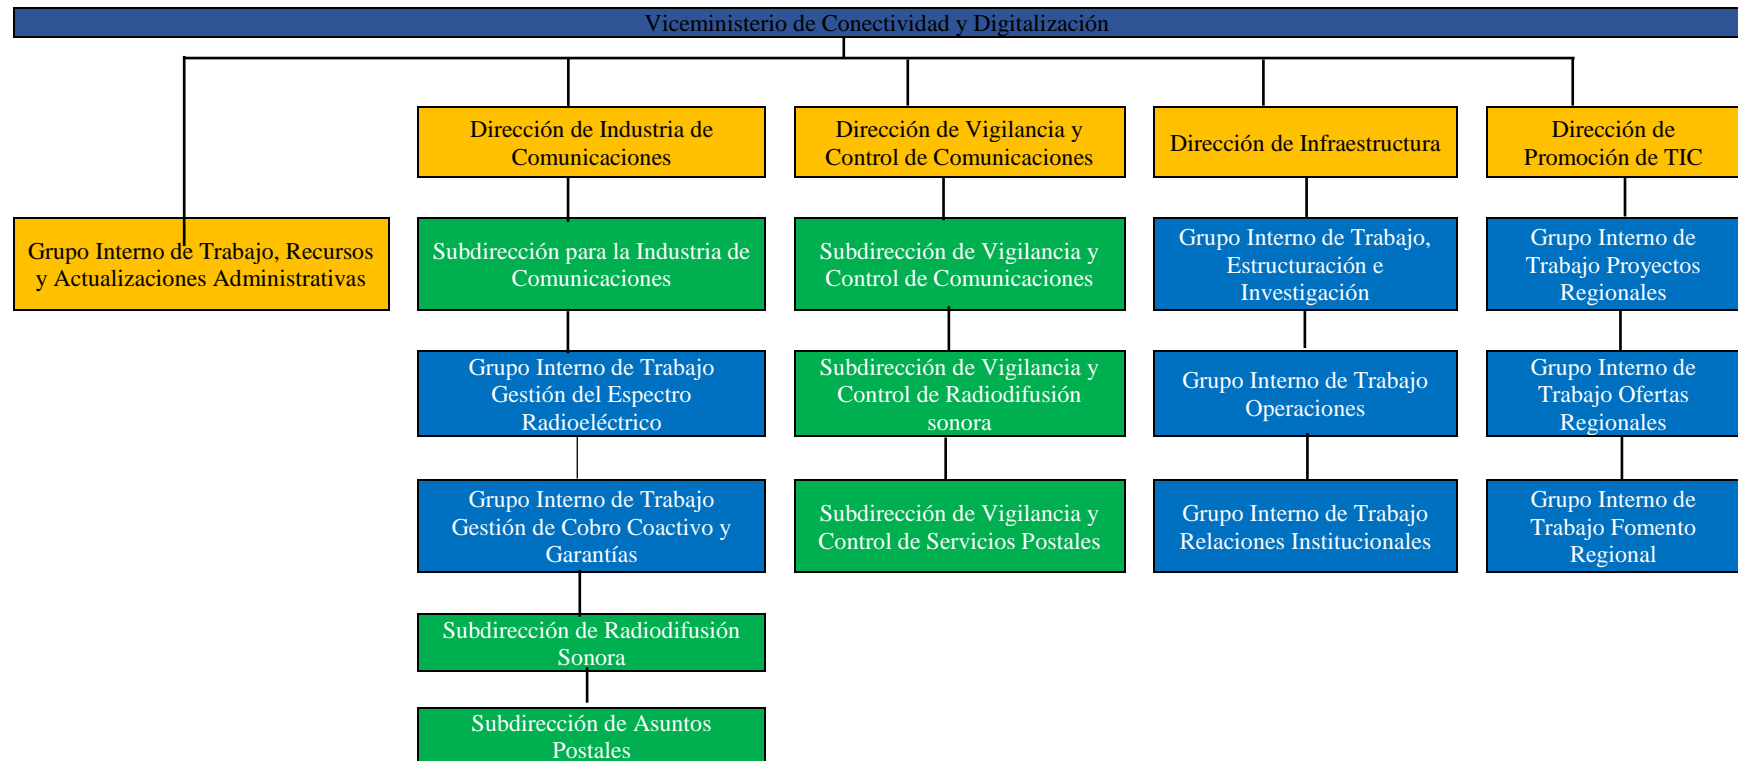 Viceministerio de Conectividad y Digitalización
Dirección de Industria de
Comunicaciones
Dirección de Vigilancia y
Control de Comunicaciones
Dirección de Infraestructura
Dirección de
Promoción de TIC
Grupo Interno de Trabajo, Recursos
y Actualizaciones Administrativas
Subdirección para la Industria de
Comunicaciones
Subdirección de Vigilancia y
Control de Comunicaciones
Grupo Interno de Trabajo,
Estructuración e
Investigación
Grupo Interno de
Trabajo Proyectos
Regionales
Grupo Interno de Trabajo
Gestión del Espectro
Radioeléctrico
Subdirección de Vigilancia y
Control de Radiodifusión
sonora
Grupo Interno de Trabajo
Operaciones
Grupo Interno de
Trabajo Ofertas
Regionales
Grupo Interno de Trabajo
Gestión de Cobro Coactivo y
Garantías
Subdirección de Vigilancia y
Control de Servicios Postales
Grupo Interno de Trabajo
Relaciones Institucionales
Grupo Interno de
Trabajo Fomento
Regional
Subdirección de Radiodifusión
Sonora
Subdirección de Asuntos
Postales